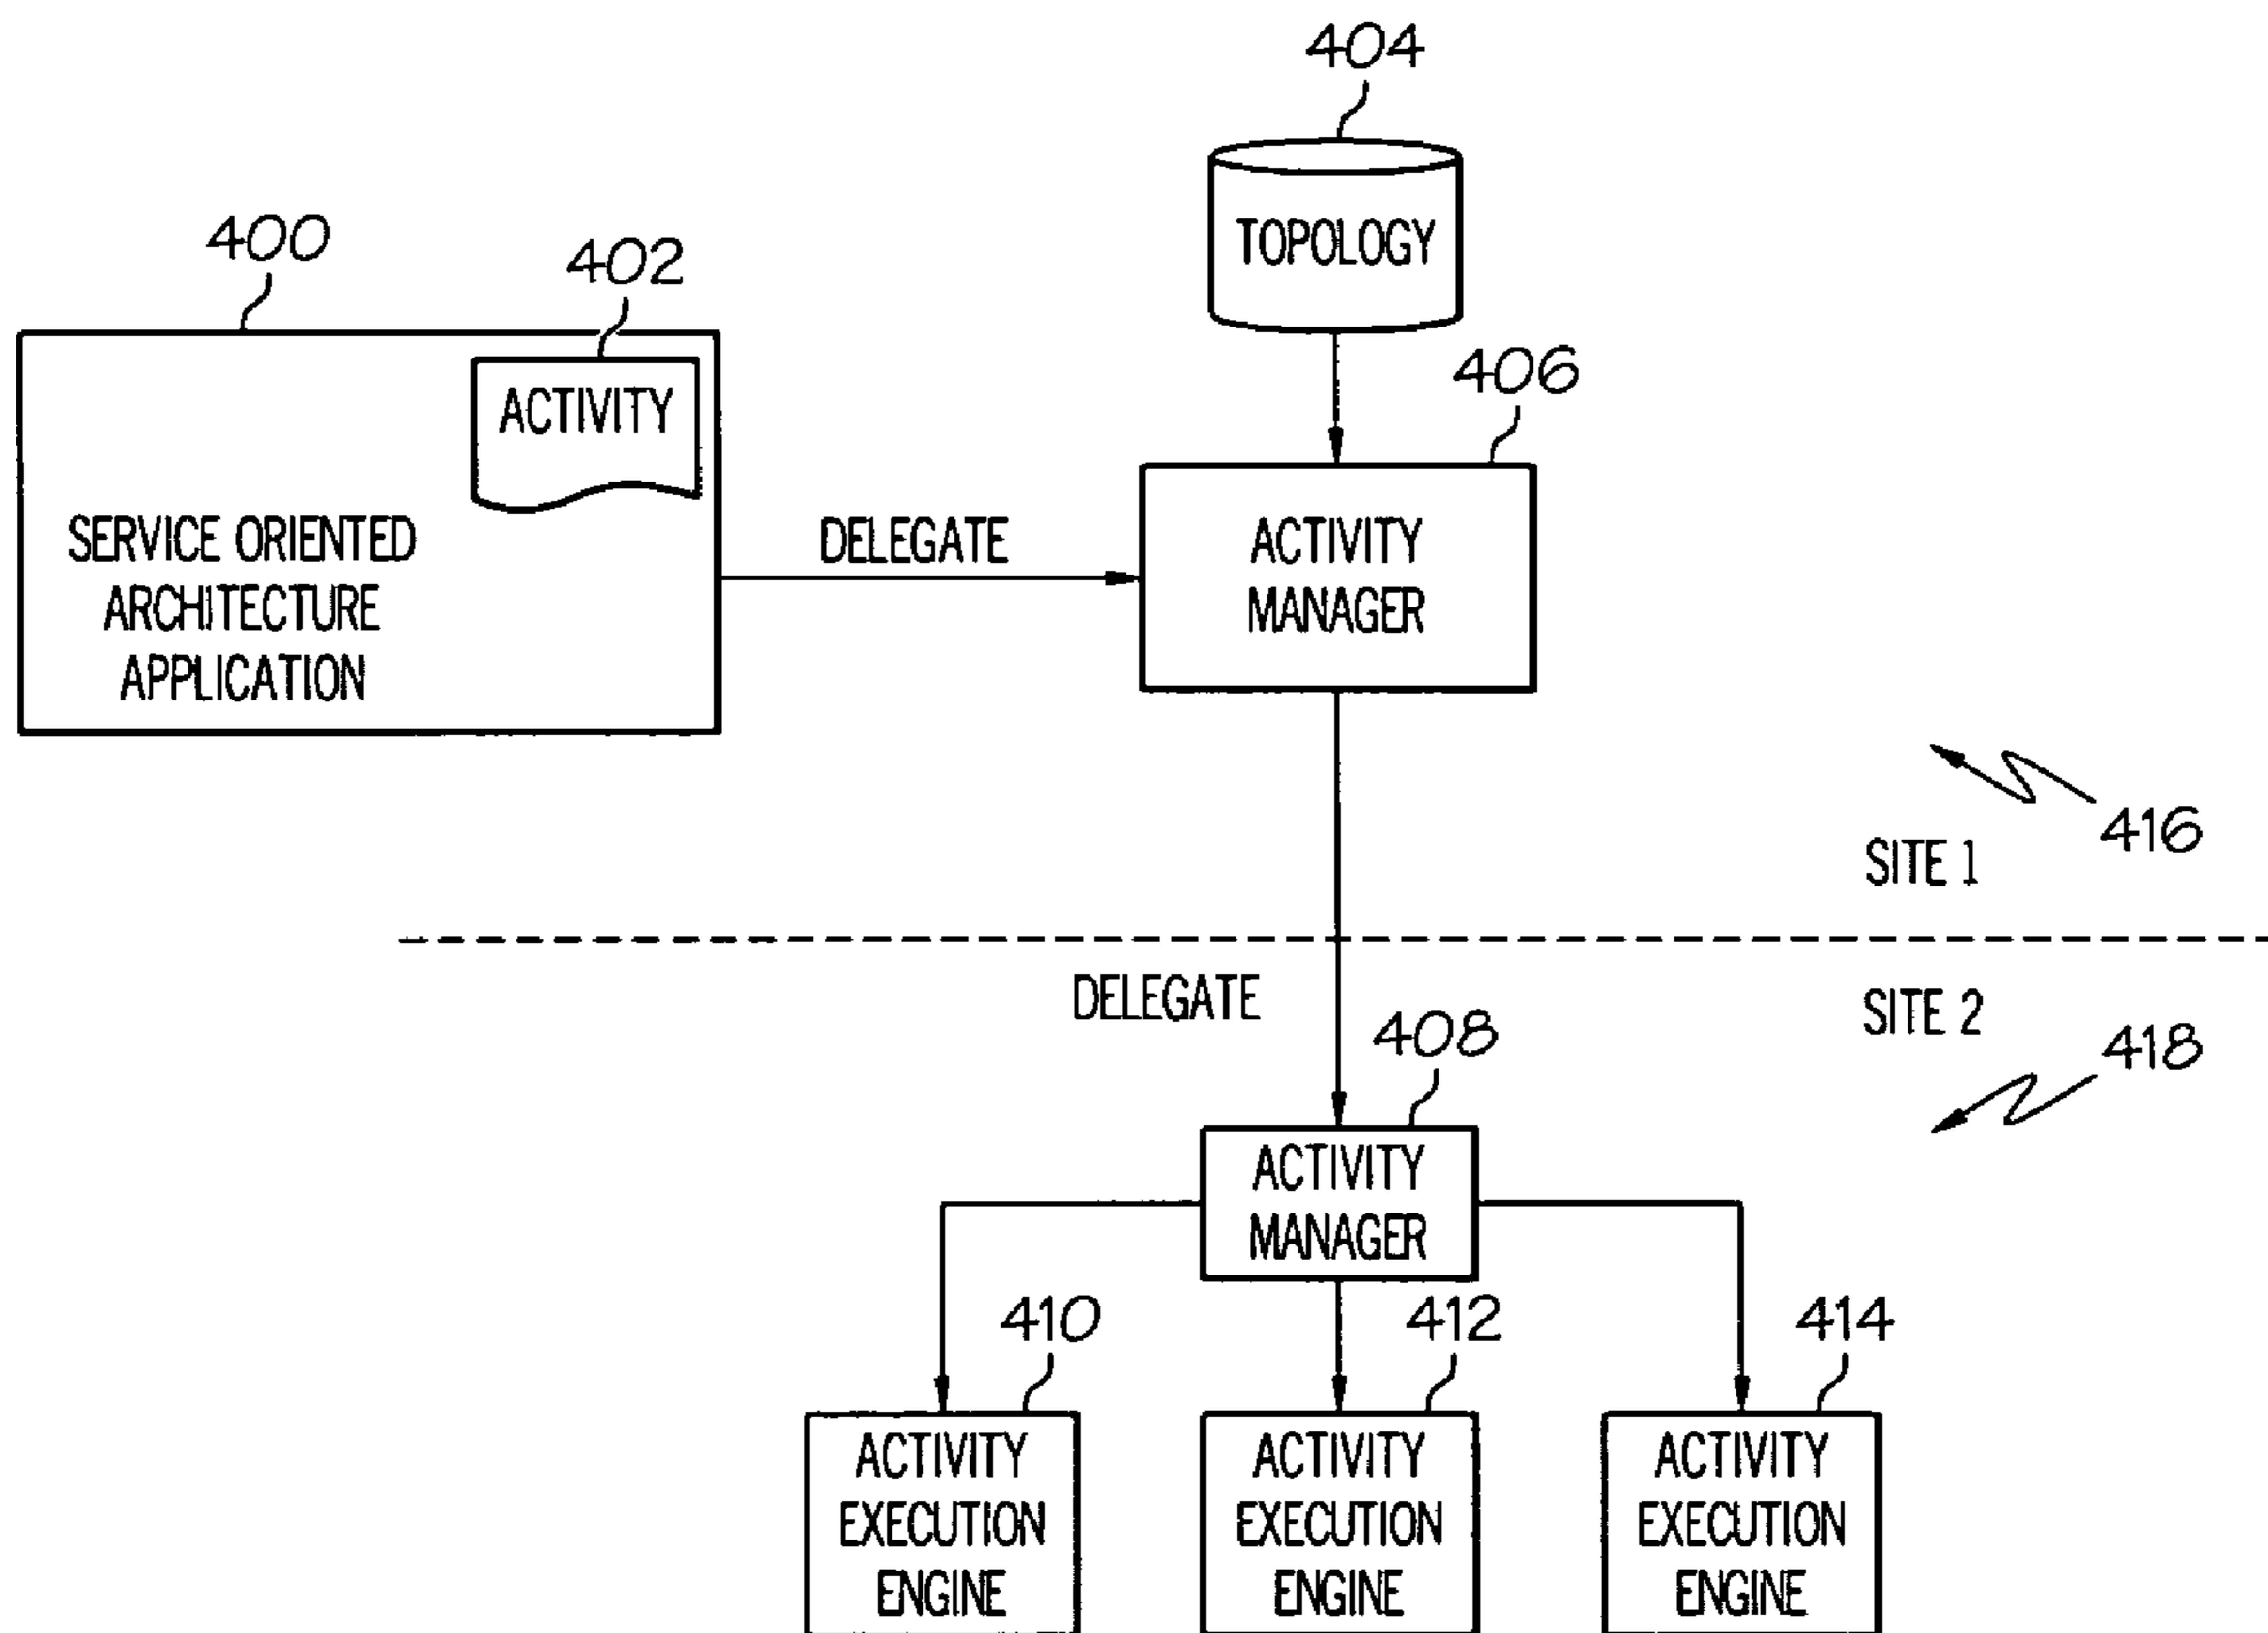 404
TOPOLOGY
400
402
ACTIVITY
406
SERVICE ORIENTED
ARCHITECTURE
APPLICATION
DELEGATE
ACTIVITY
MANAGER
416
SITE 1
DELEGATE
SITE 2
408
418
ACTIVITY
MANAGER
410
412
414
ACTIVITY
EXECUTION
ENGINE
ACTIVITY
EXECUTION
ENGINE
ACTIVITY
EXECUTION
ENGINE